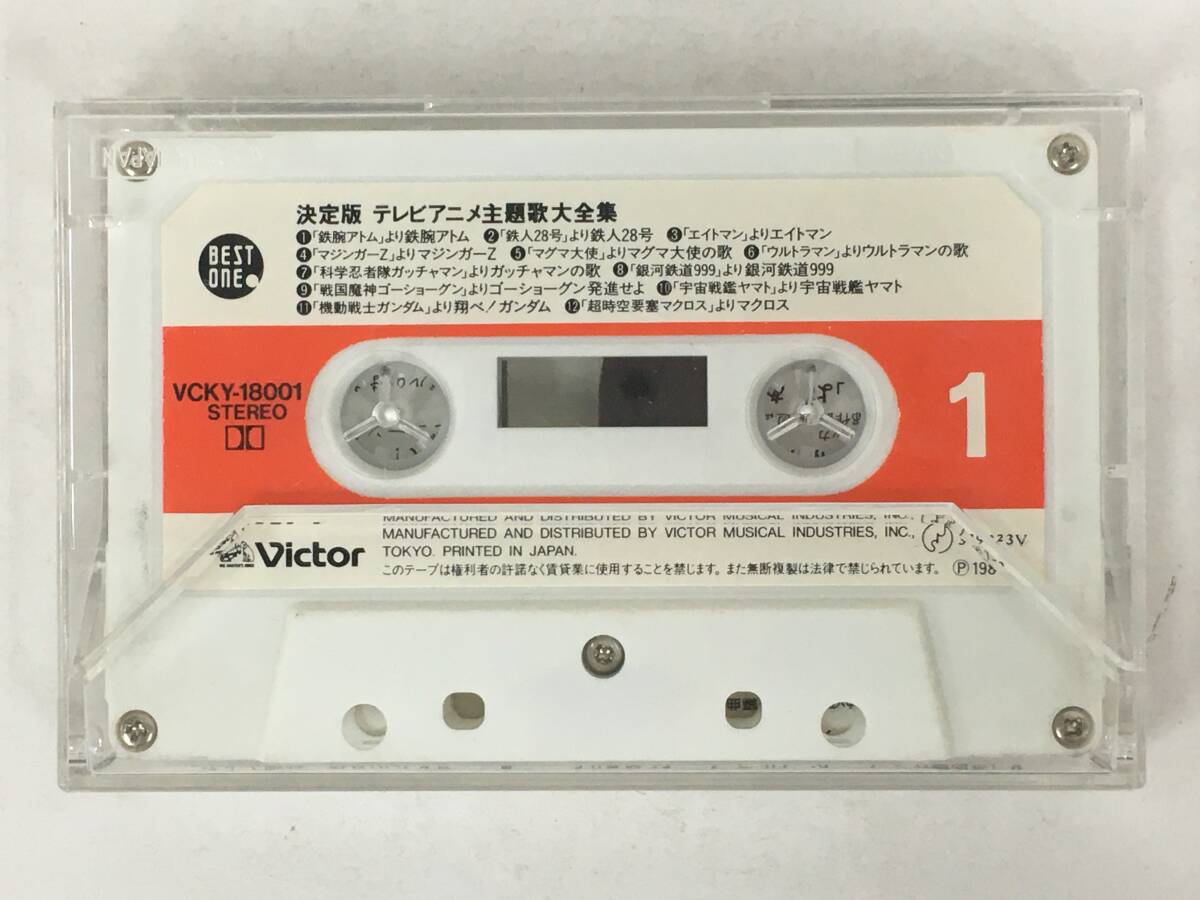 決定版 テレビアニメ主題歌大全集
❶「鉄腕アトム」より鉄腕アトム ❷「鉄人28号」より鉄人28号 ❸「エイトマン」よりエイトマン
❹「マジンガーZ」よりマジンガーZ ❺「マグマ大使」よりマグマ大使の歌 ❻「ウルトラマン」よりウルトラマンの歌
❼「科学忍者隊ガッチャマン」よりガッチャマンの歌 ❽「銀河鉄道999」より銀河鉄道999
❾「戦国魔神ゴーショーグン」よりゴーショーグン発進せよ ❿「宇宙戦鑑ヤマト」より宇宙戦艦ヤマト
⓫「機動戦士ガンダム」より翔べ!ガンダム ⓬「超時空要塞マクロス」よりマクロス
BEST
ONE
VCKY-18001
STEREO
1
Victor
HIS MASTER'S VOICE
MANUFACTURED AND DISTRIBUTED BY VICTOR MUSICAL INDUSTRIES, INC.,
TOKYO. PRINTED IN JAPAN.
このテープは権利者の許諾なく賃貸業に使用することを禁じます。また無断複製は法律で禁じられています。 Ⓟ
JAPAN